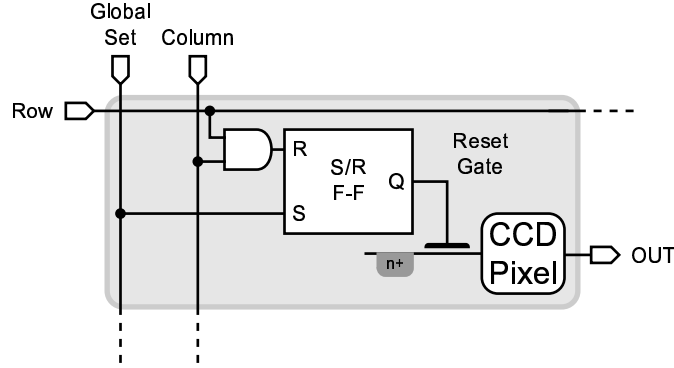 Global
Set
Column
Row
Reset
Gate
R
S/R
F-F
Q
S
n+
CCD
Pixel
OUT